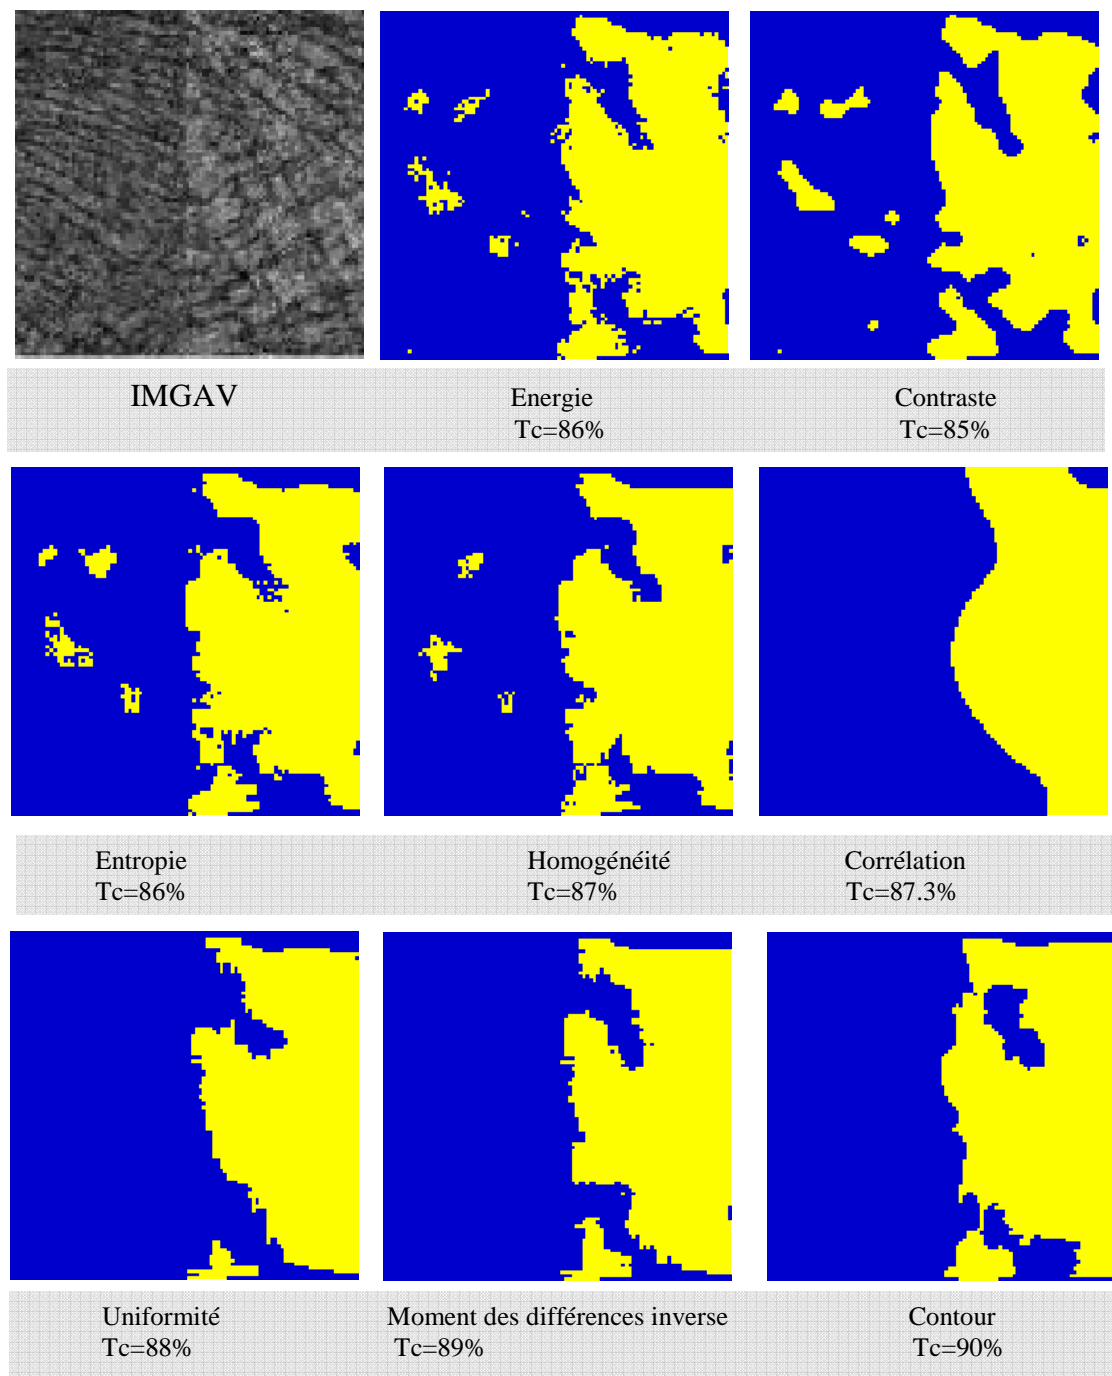 IMGAV
Energie
Contraste
Tc=86%
Tc=85%
Entropie
Homogénéité
Corrélation
Tc=86%
Tc=87%
Tc=87.3%
Uniformité
Moment des différences inverse
Contour
Tc=88%
Tc=89%
Tc=90%